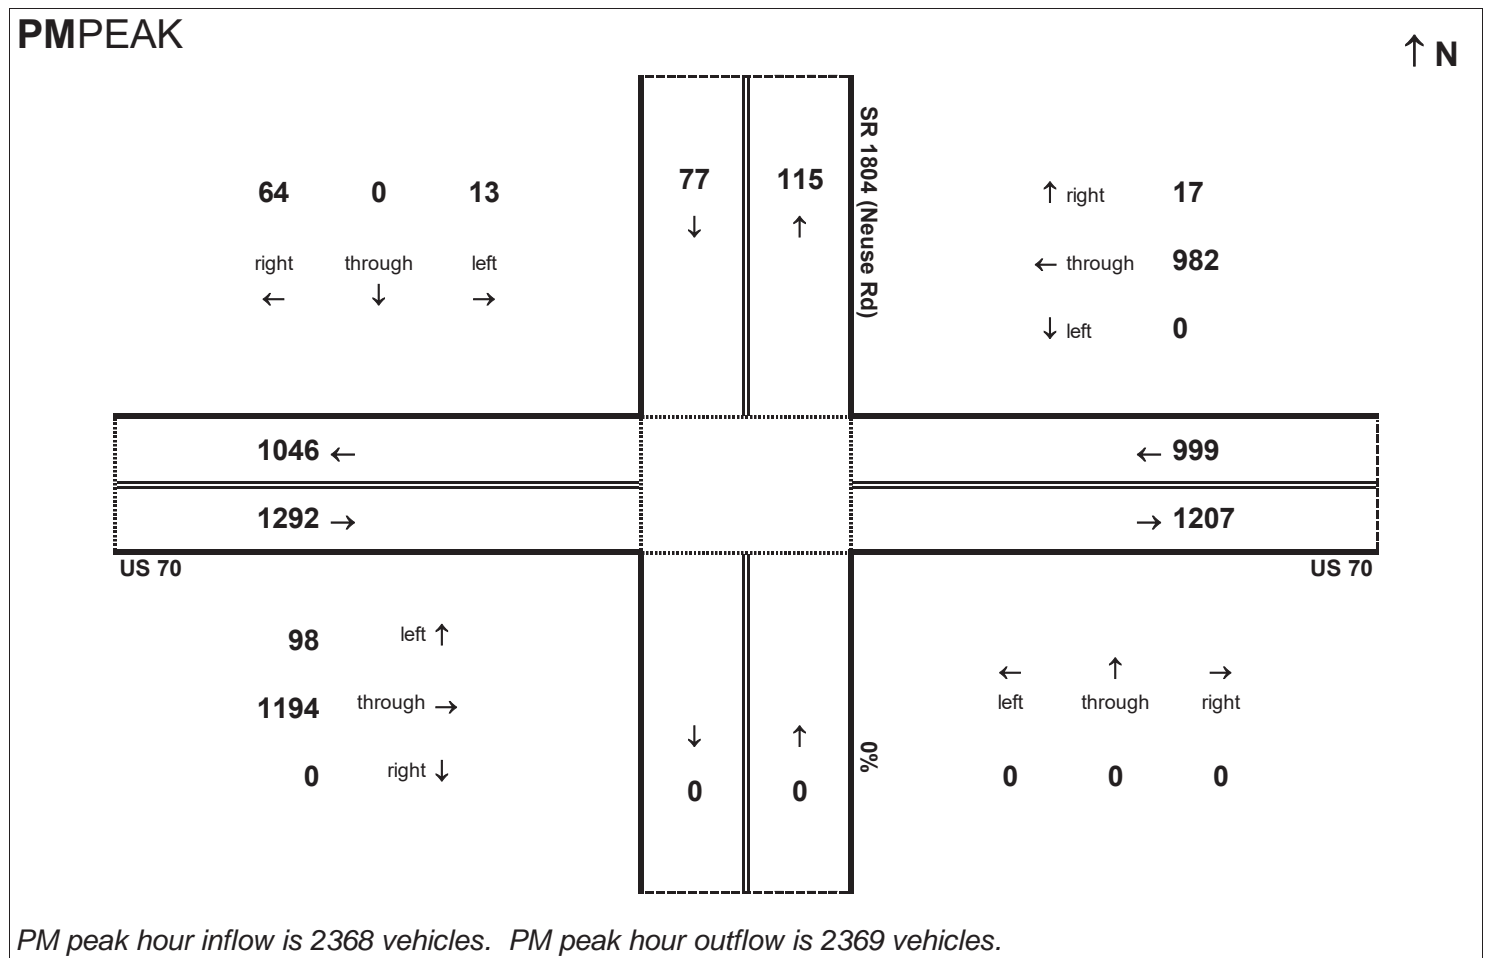 PMPEAK
↑ N
SR 1804 (Neuse Rd)
64 0 13
right through left
← ↓ →
77 115
↓ ↑
↑ right 17
← through 982
↓ left 0
1046 ←
1292 →
← 999
→ 1207
US 70
US 70
98 left ↑
1194 through →
0 right ↓
↓ ↑
0 0
0%
← ↑ →
left through right
0 0 0
PM peak hour inflow is 2368 vehicles. PM peak hour outflow is 2369 vehicles.